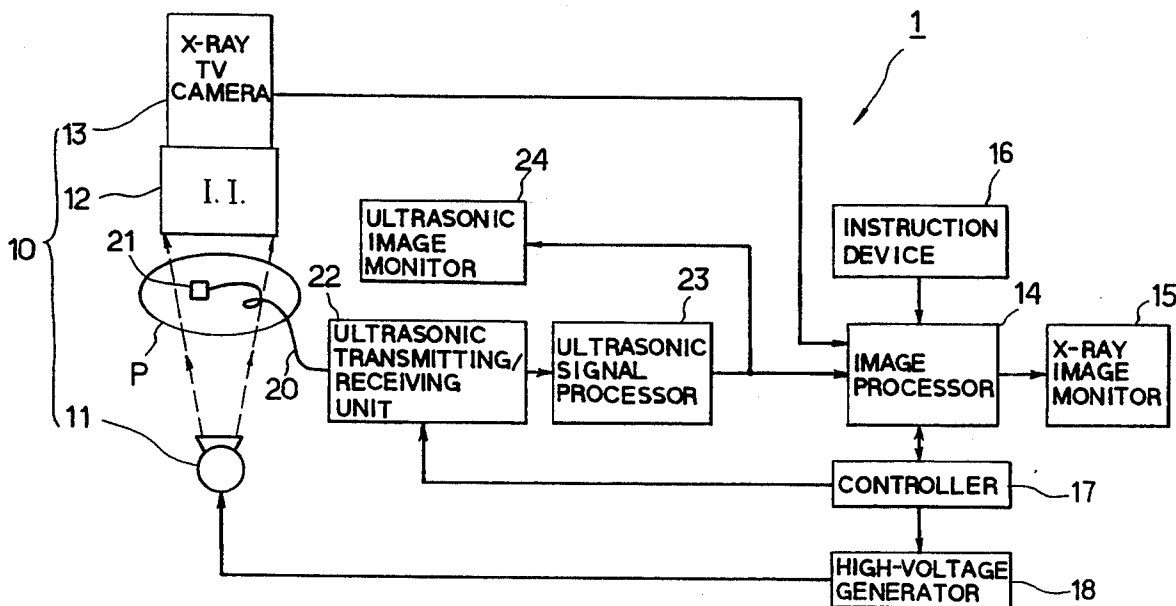 X-RAY
TV
CAMERA
1
13
12
I. I.
24
16
10
21
ULTRASONIC
IMAGE
MONITOR
INSTRUCTION
DEVICE
22
23
14
15
P
20
ULTRASONIC
TRANSMITTING/
RECEIVING
UNIT
ULTRASONIC
SIGNAL
PROCESSOR
IMAGE
PROCESSOR
X-RAY
IMAGE
MONITOR
11
CONTROLLER
17
HIGH-VOLTAGE
GENERATOR
18